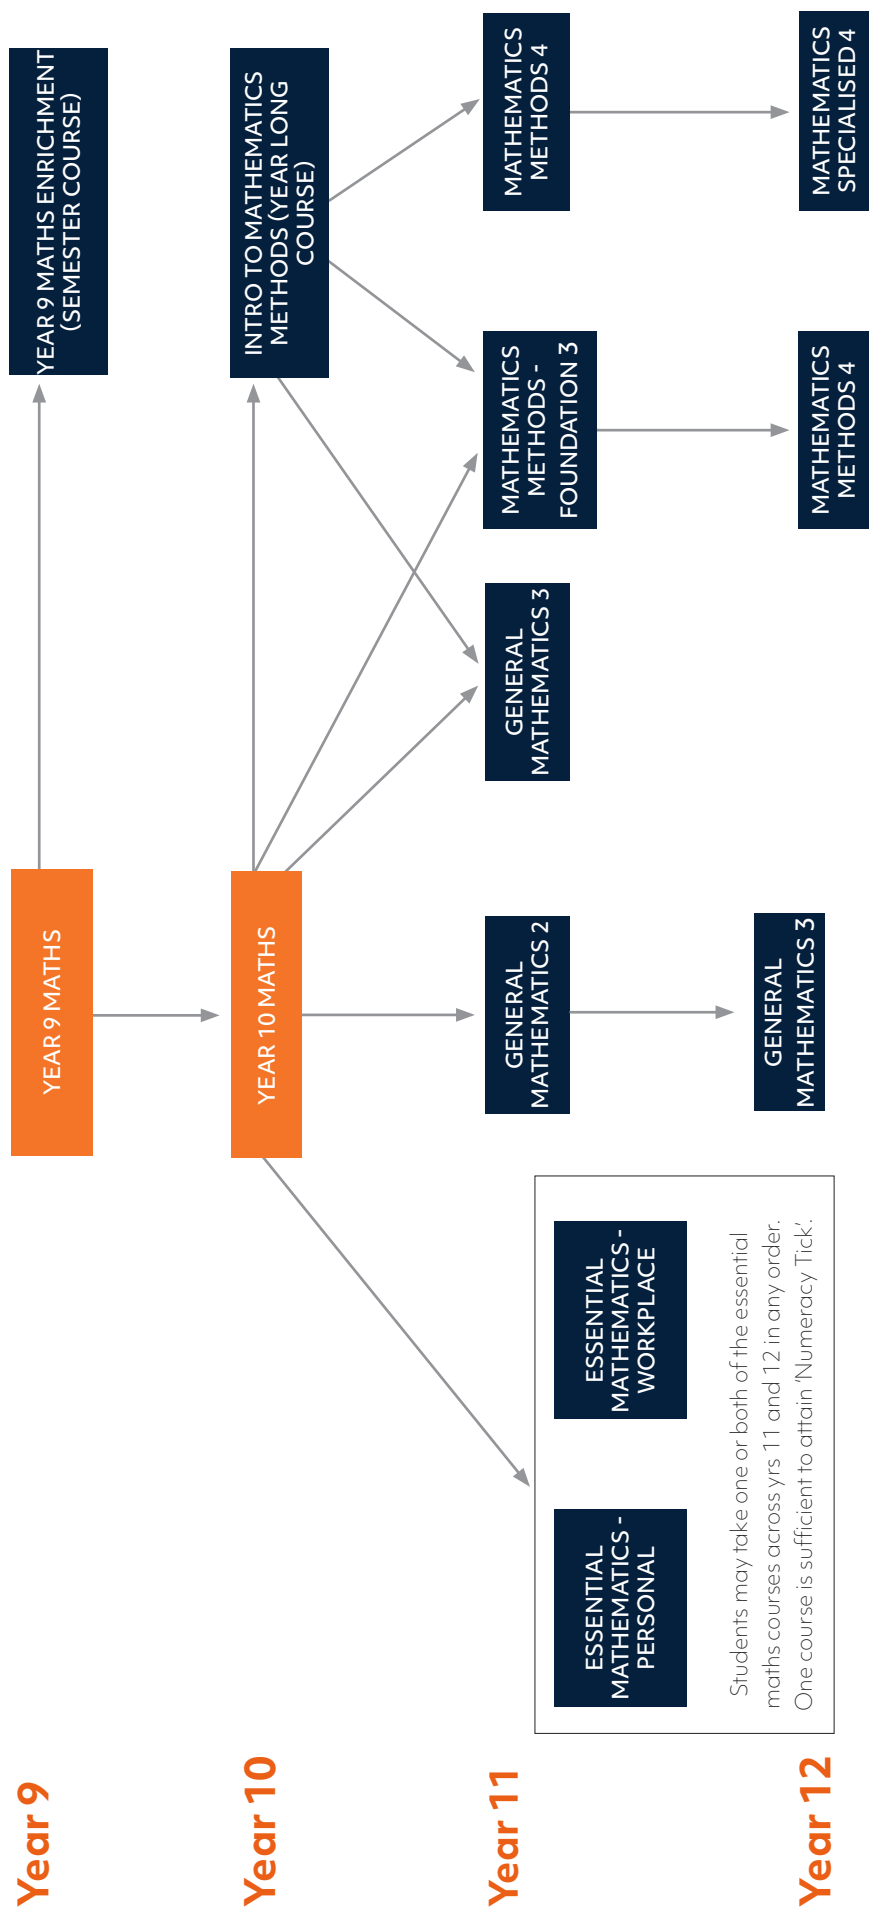 Year 9
YEAR 9 MATHS
YEAR 9 MATHS ENRICHMENT
(SEMESTER COURSE)
Year 10
YEAR 10 MATHS
INTRO TO MATHEMATICS
METHODS (YEAR LONG
COURSE)
Year 11
ESSENTIAL
MATHEMATICS -
PERSONAL
ESSENTIAL
MATHEMATICS -
WORKPLACE
Students may take one or both of the essential
maths courses across yrs 11 and 12 in any order.
One course is sufficient to attain ‘Numeracy Tick’.
GENERAL
MATHEMATICS 2
GENERAL
MATHEMATICS 3
MATHEMATICS
METHODS -
FOUNDATION 3
MATHEMATICS
METHODS 4
Year 12
GENERAL
MATHEMATICS 3
MATHEMATICS
METHODS 4
MATHEMATICS
SPECIALISED 4